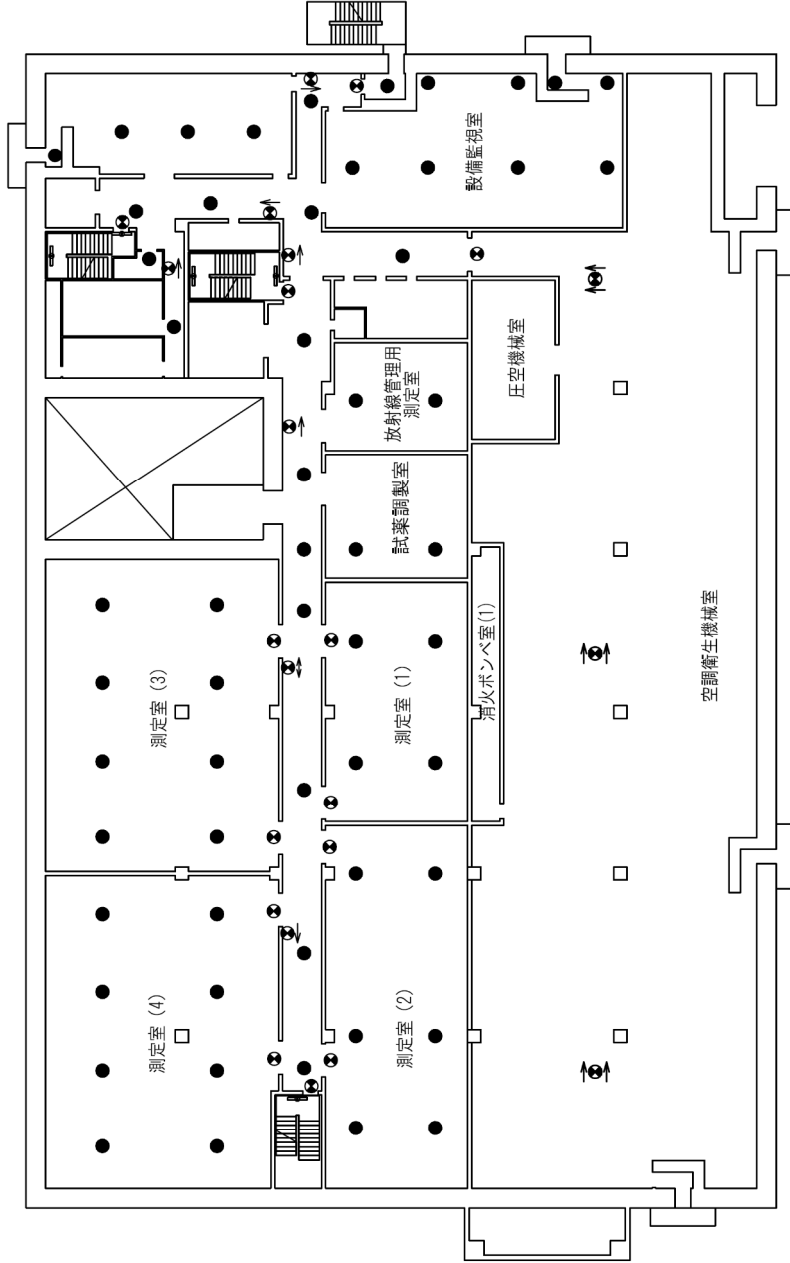 測定室 (4)
測定室 (3)
測定室 (2)
測定室 (1)
試薬調製室
放射線管理用
測定室
設備監視室
消火ボンベ室(1)
圧空機械室
空調衛生機械室